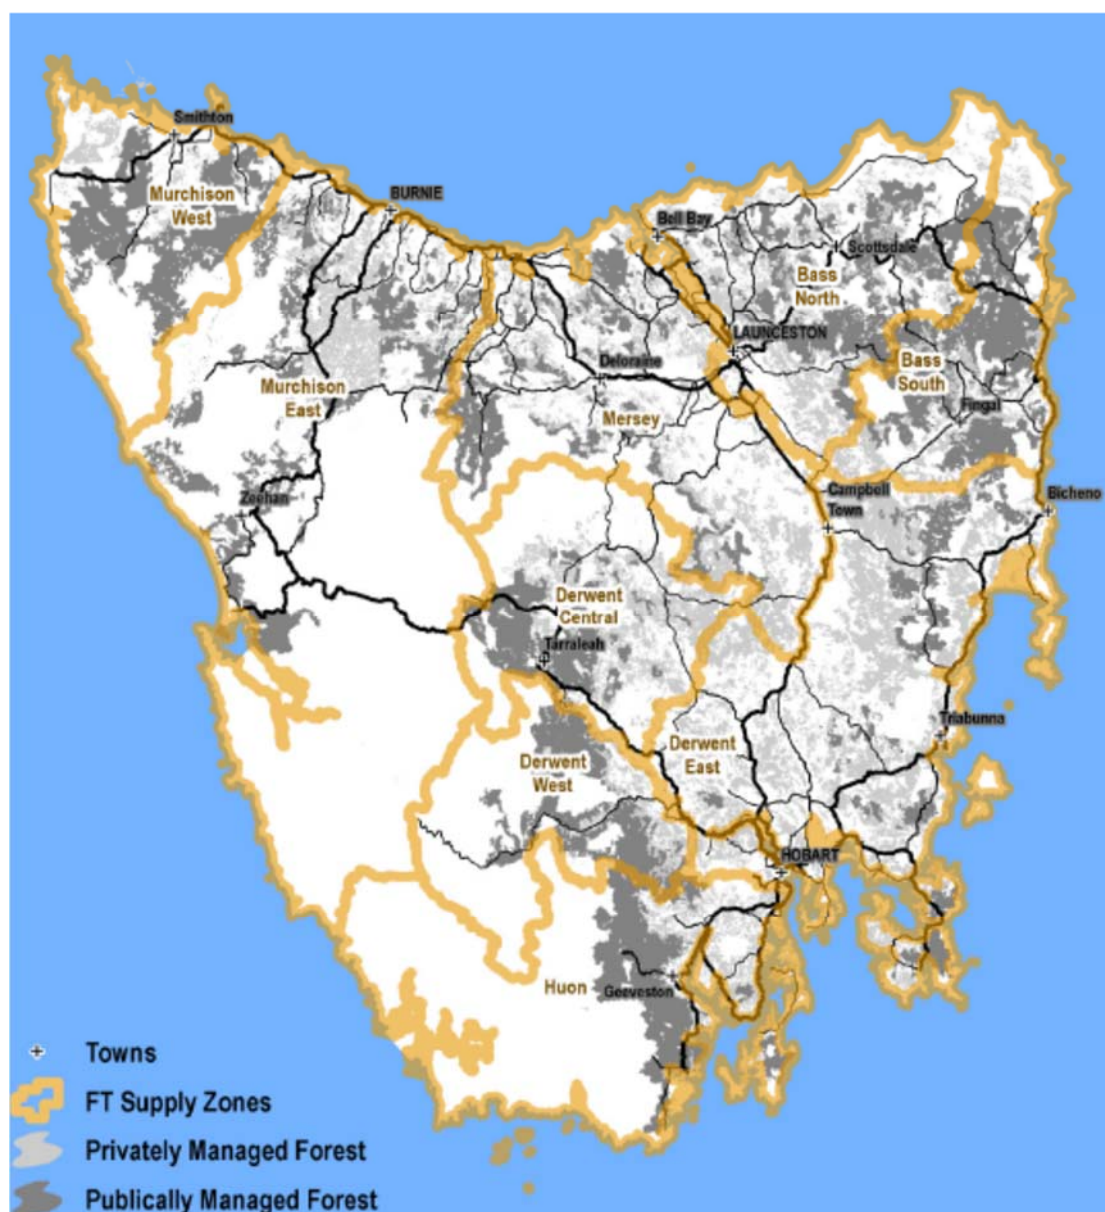 Smithton
Murchison
West
BURNIE
Bell Bay
Scottsdale
Bass
North
LAUNCESTON
Deloraine
Bass
South
Murchison
East
Mersey
Fingal
Zeehan
Campbell
Town
Bicheno
Derwent
Central
Tarraleah
Triabunna
Derwent
East
Derwent
West
HOBART
Huon
Geeveston
Towns
FT Supply Zones
Privately Managed Forest
Publically Managed Forest